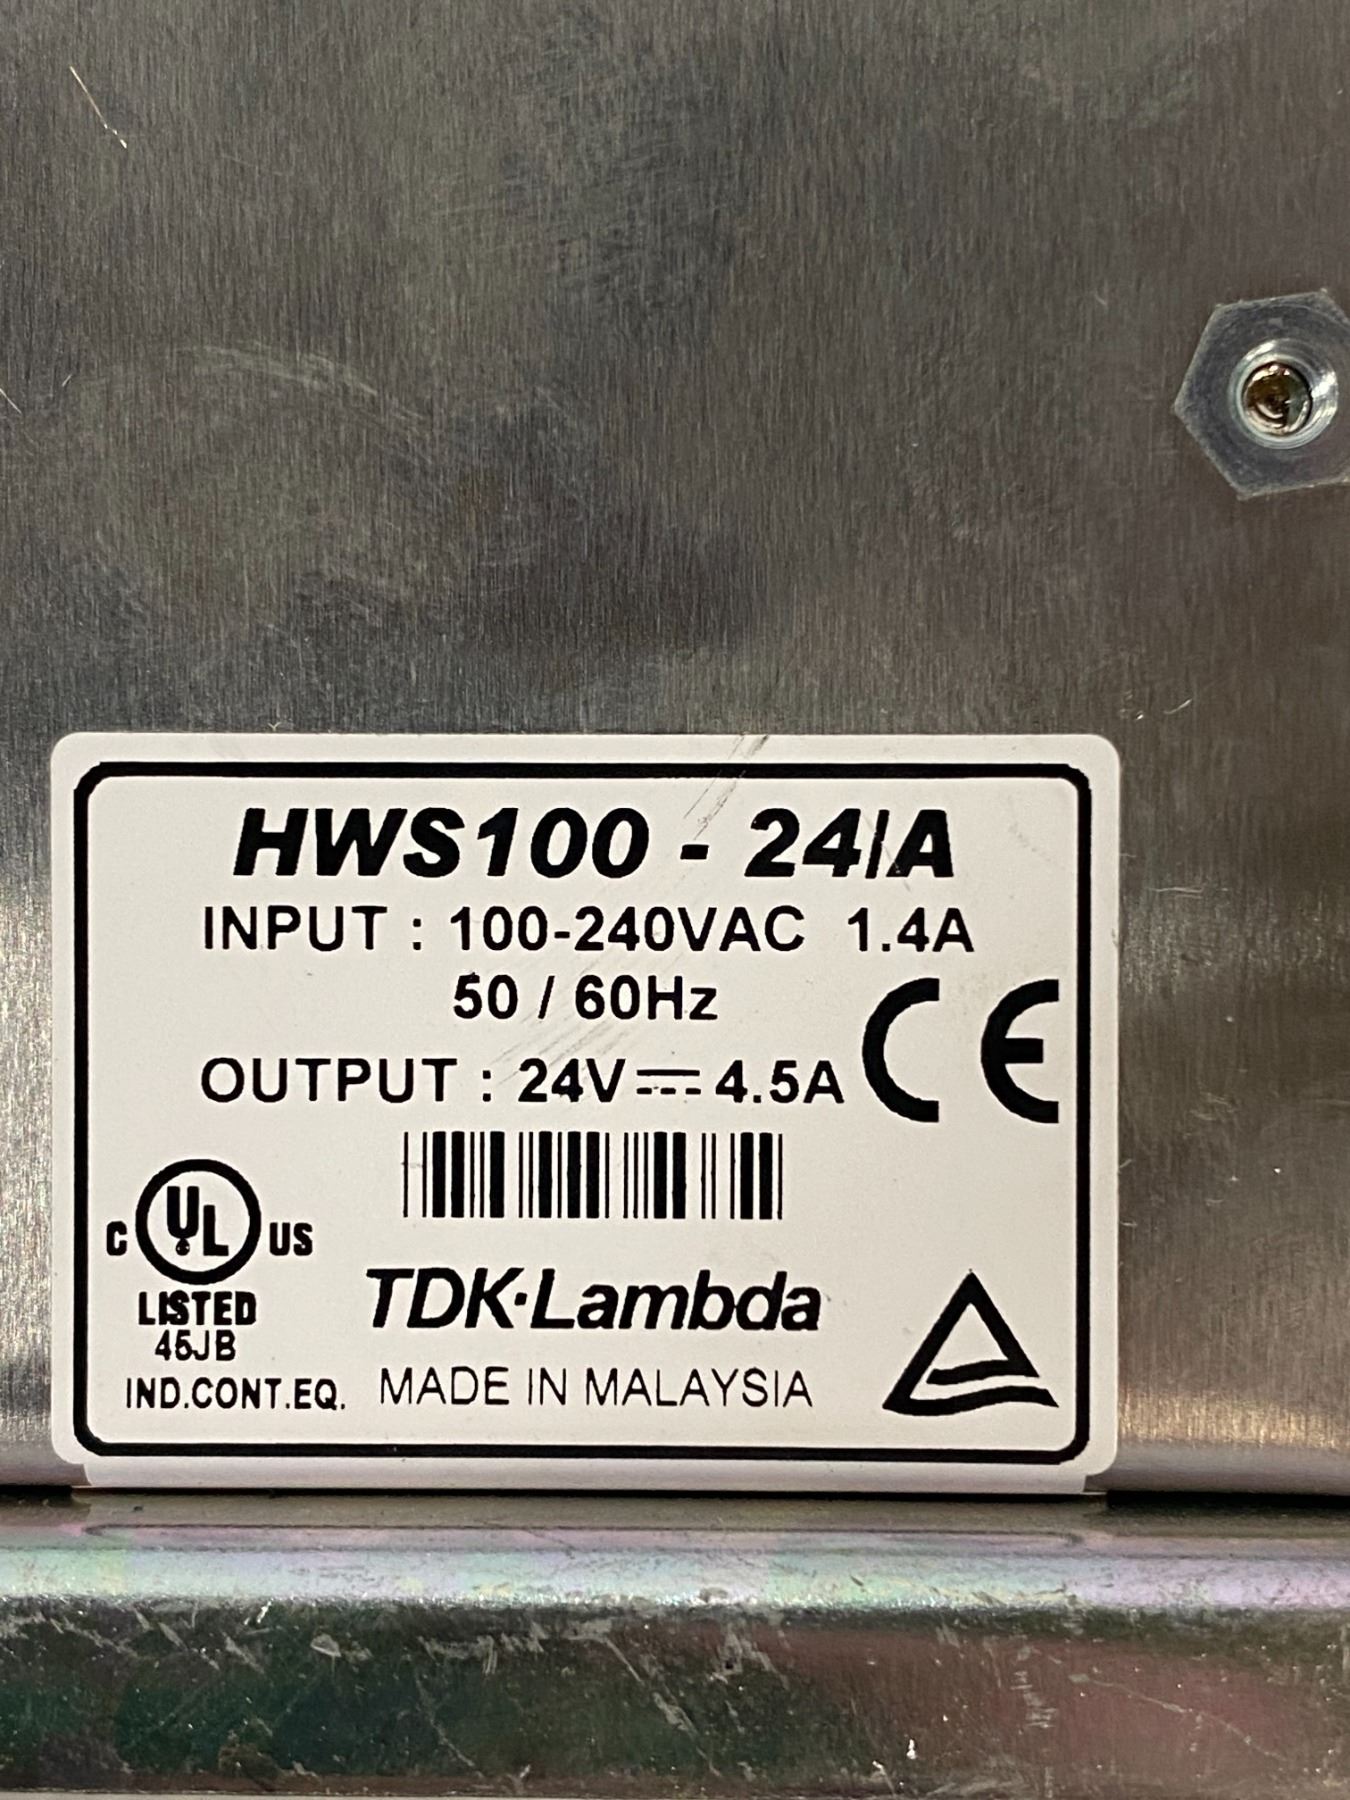 HWS100 - 24/A
INPUT : 100-240VAC 1.4A
50 / 60Hz
OUTPUT : 24V⎓4.5A
CE
C UL US
LISTED
45JB
IND.CONT.EQ.
TDK·Lambda
MADE IN MALAYSIA